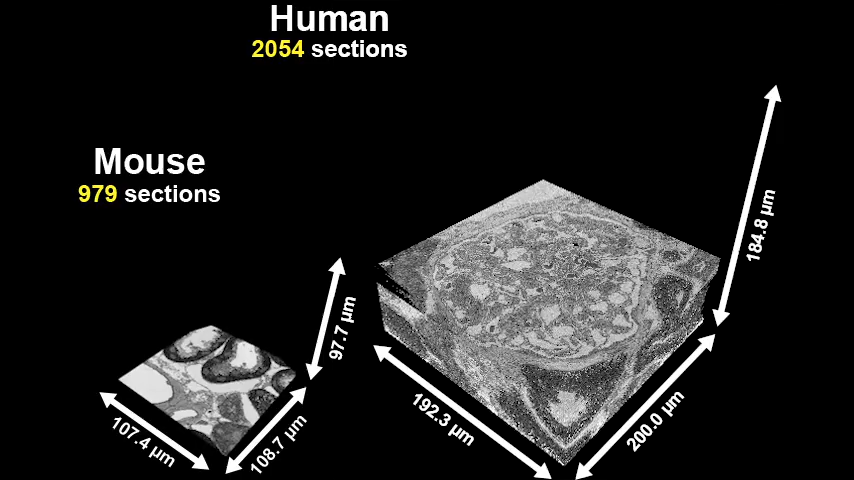 Human
2054 sections
Mouse
979 sections
184.8 µm
97.7 µm
192.3 µm
200.0 µm
107.4 µm
108.7 µm